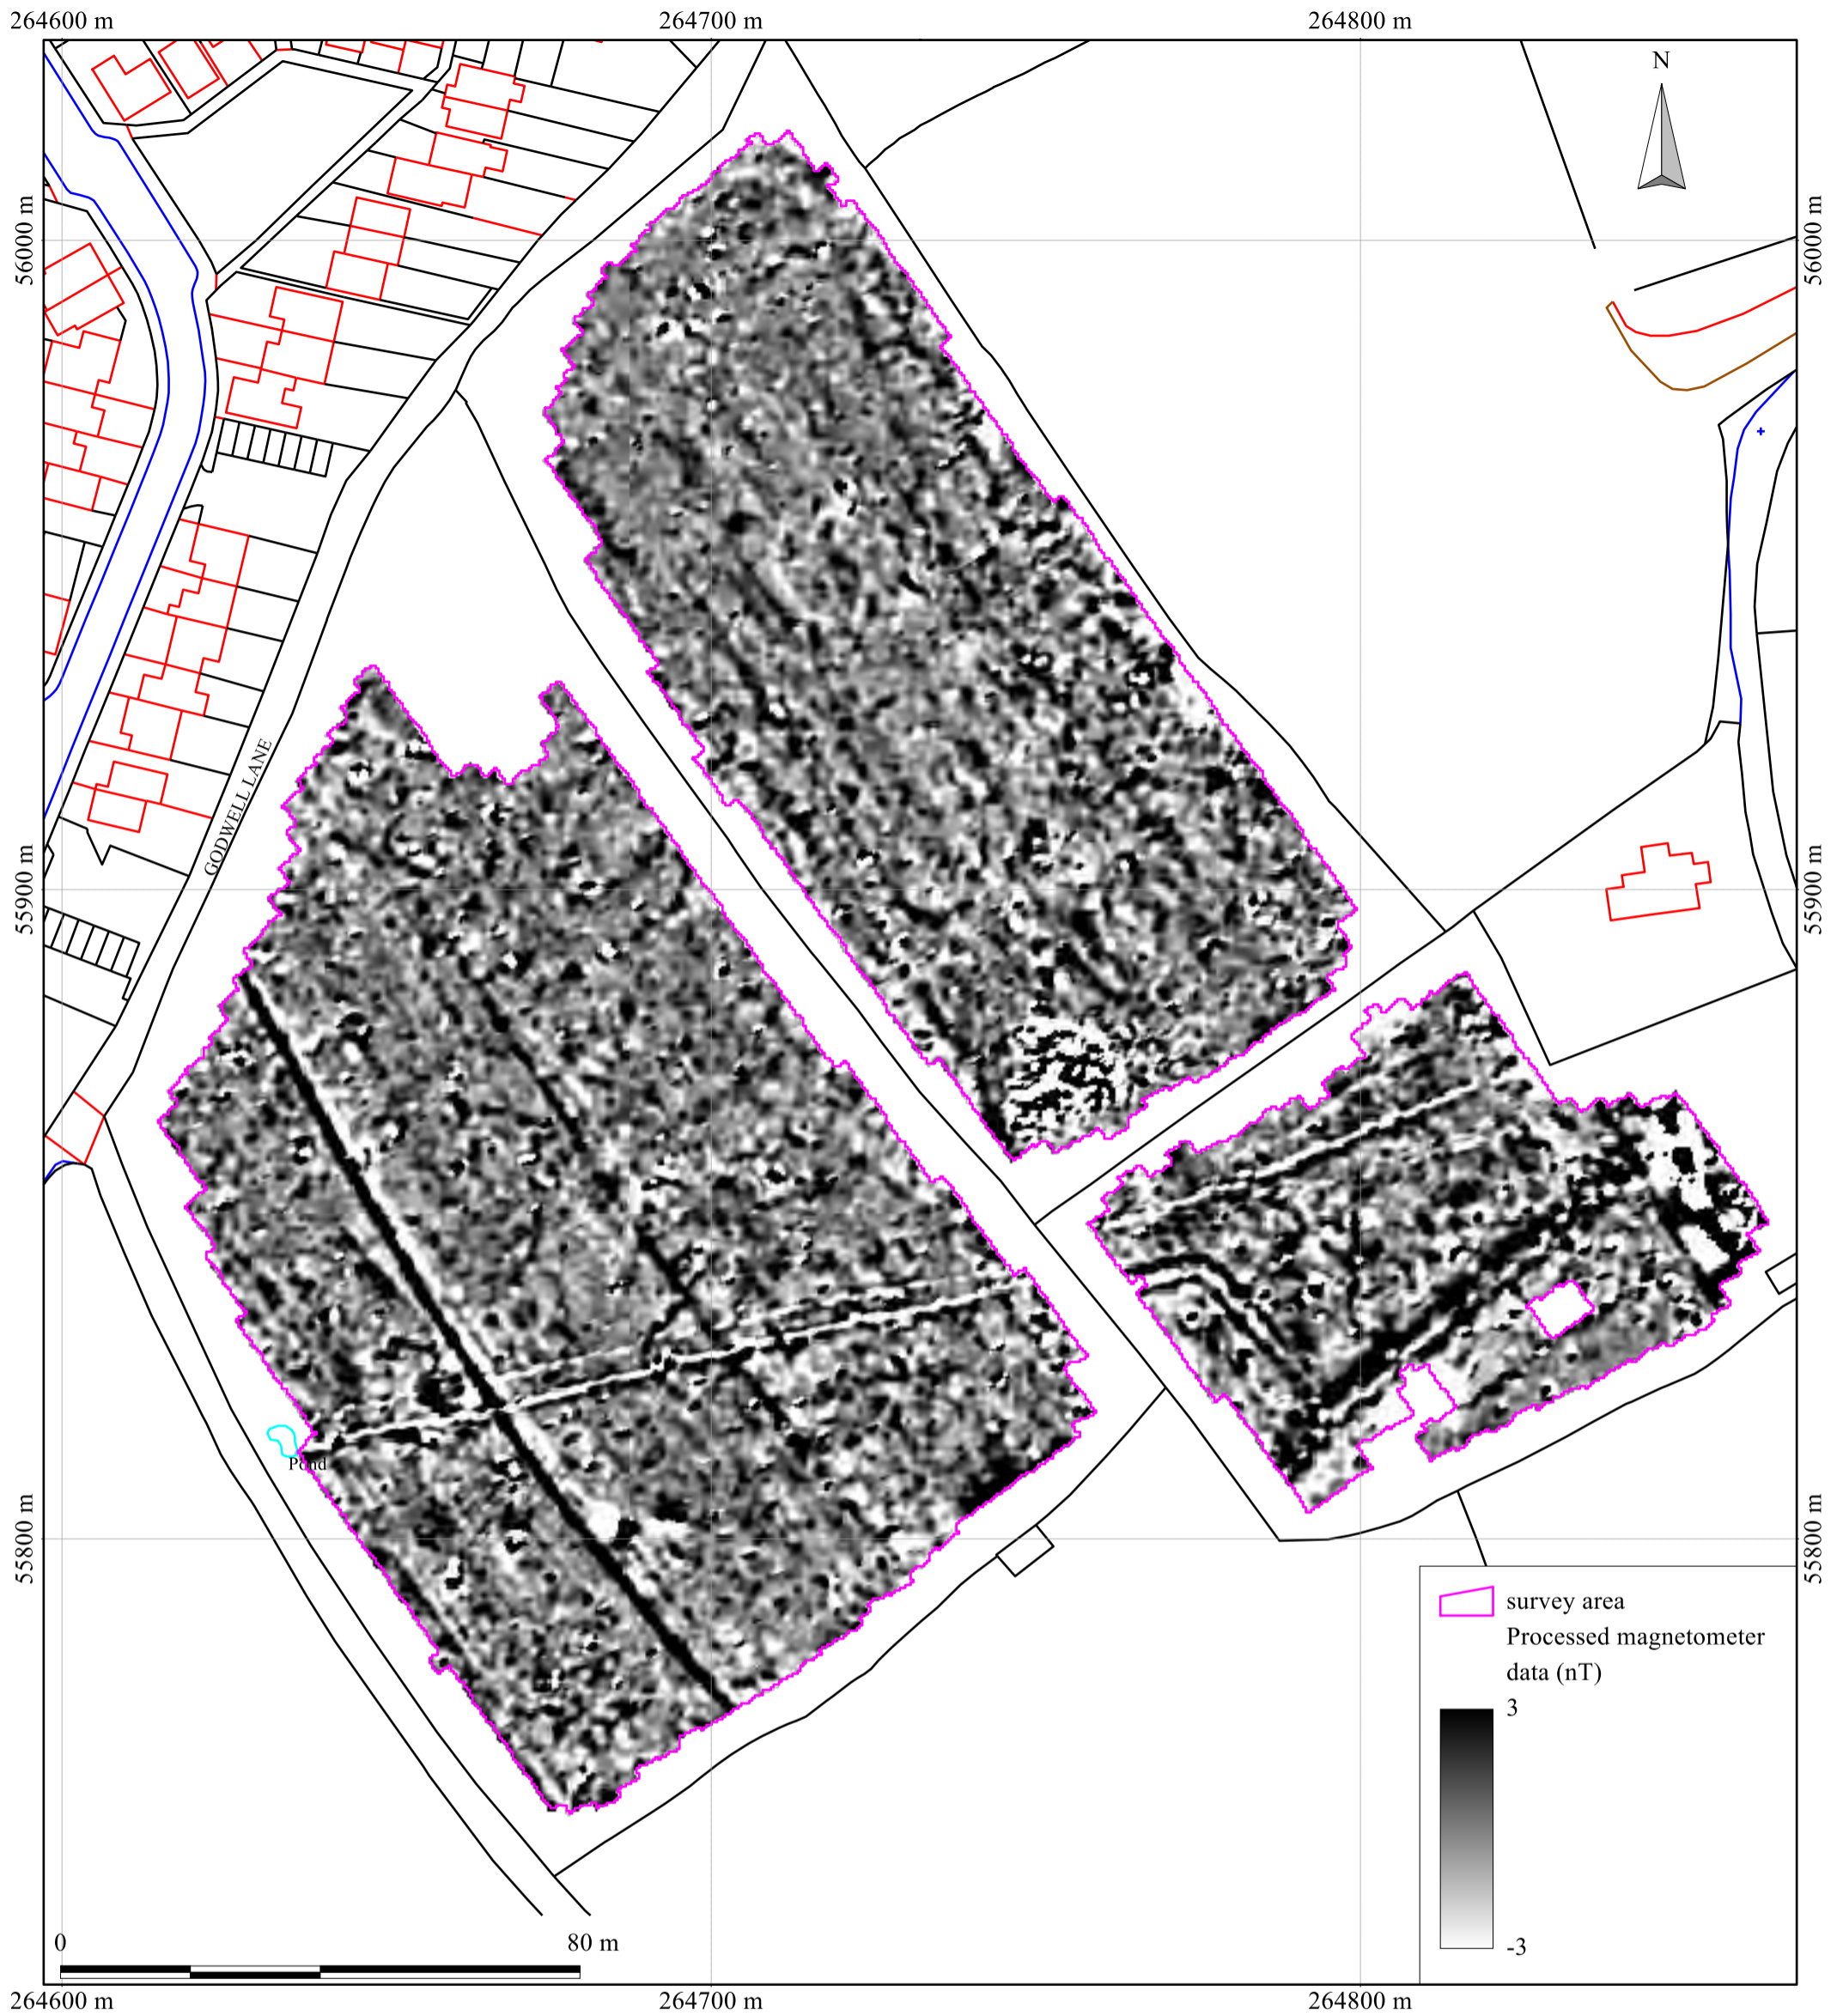 264600 m
264700 m
264800 m
N
56000 m
56000 m
GODWELL LANE
55900 m
55900 m
Pond
55800 m
55800 m
survey area
Processed magnetometer
data (nT)
3
-3
0
80 m
264600 m
264700 m
264800 m